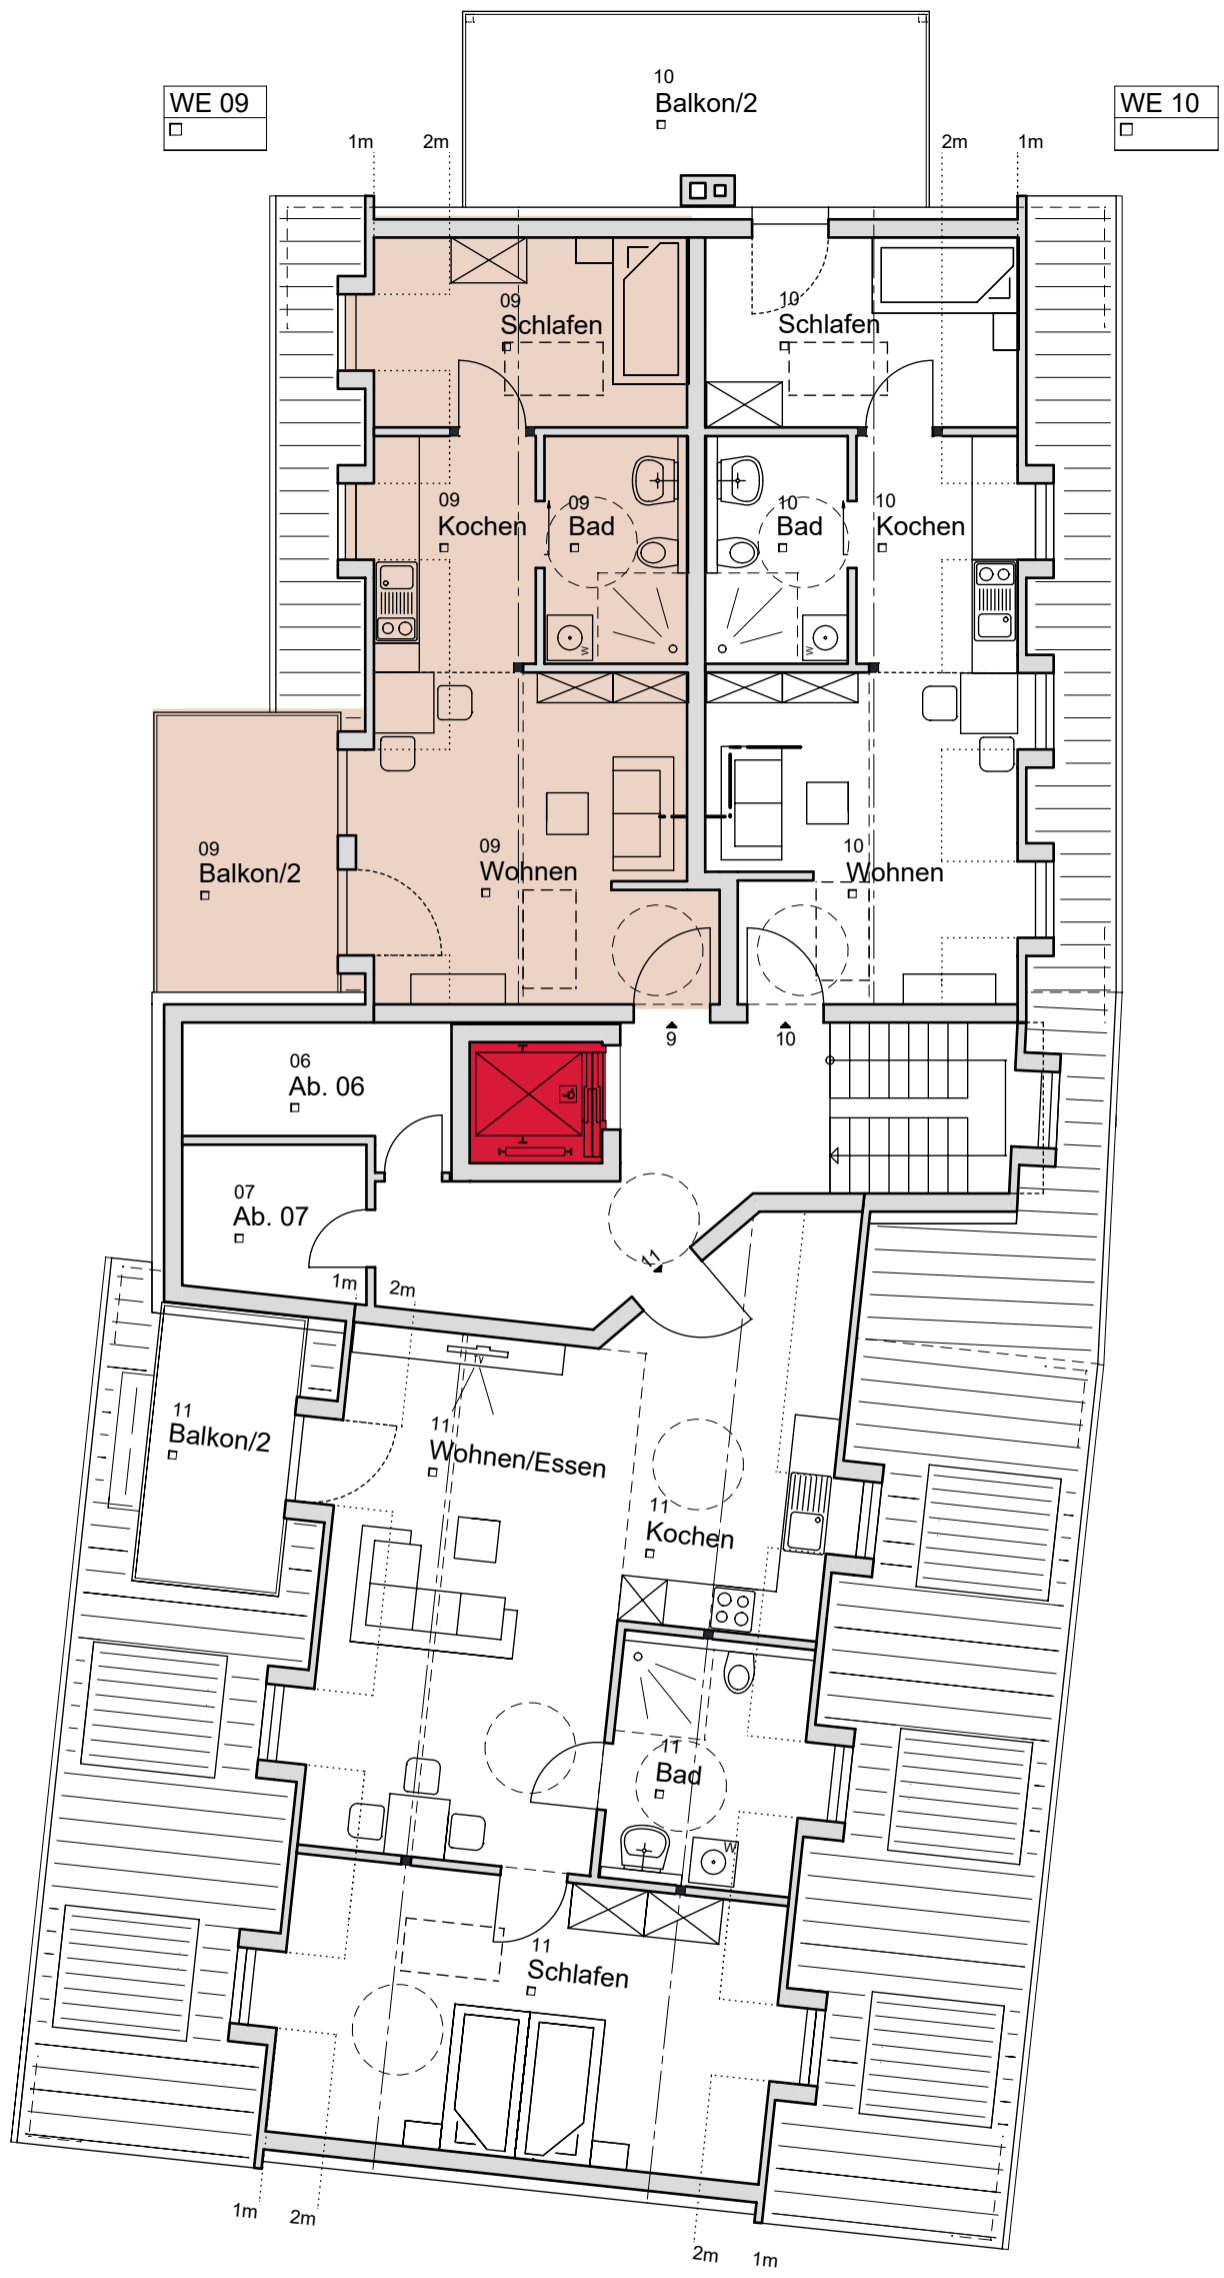 10
Balkon/2
WE 09
WE 10
1m
2m
2m
1m
09
Schlafen
10
Schlafen
09
Kochen
09
Bad
10
Bad
10
Kochen
W
W
09
Balkon/2
09
Wohnen
10
Wohnen
9
10
06
Ab. 06
07
Ab. 07
11
1m
2m
TV
11
Balkon/2
11
Wohnen/Essen
11
Kochen
11
Bad
W
11
Schlafen
1m
2m
2m
1m